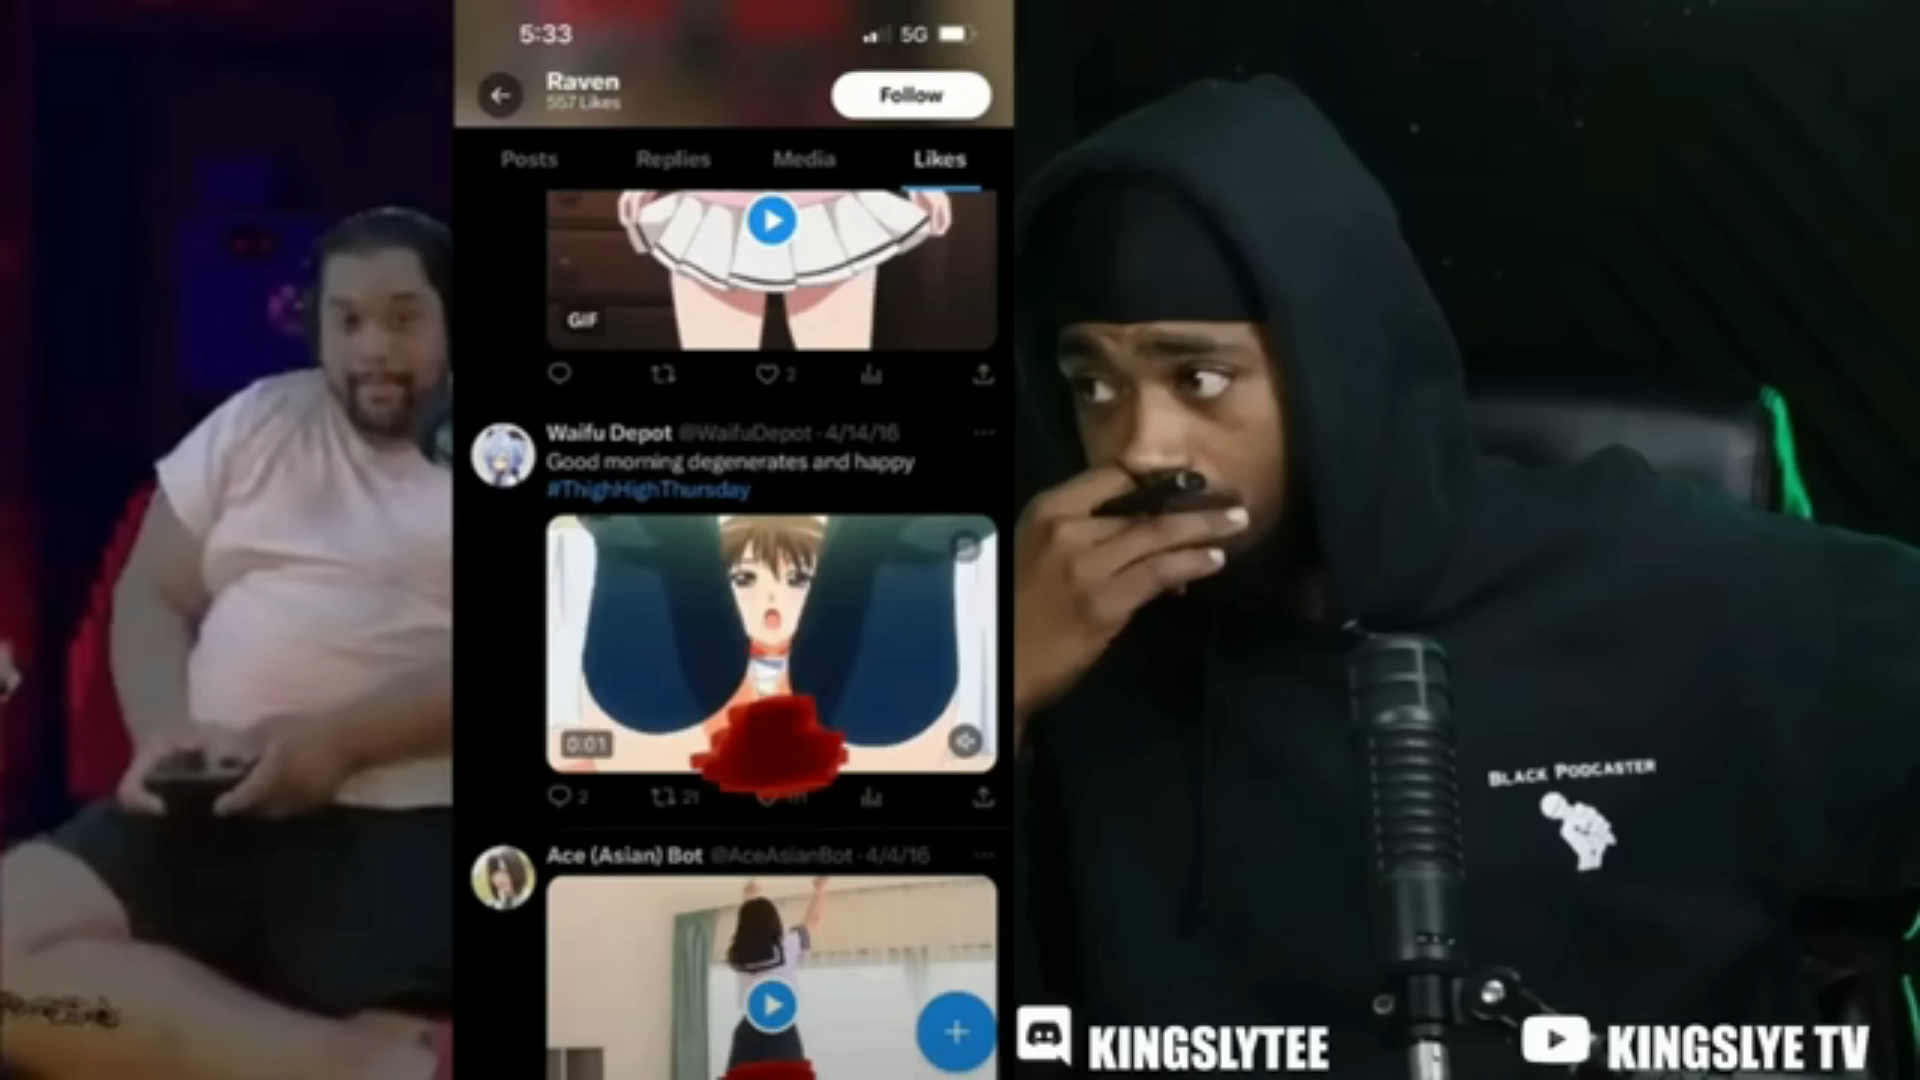 5:33
5G
Raven
557 Likes
Follow
Posts
Replies
Media
Likes
GIF
2
Waifu Depot @WaifuDepot · 4/14/16
Good morning degenerates and happy
#ThighHighThursday
0:01
2
21
Ace (Asian) Bot @AceAsianBot · 4/4/16
BLACK PODCASTER
KINGSLYTEE
KINGSLYE TV